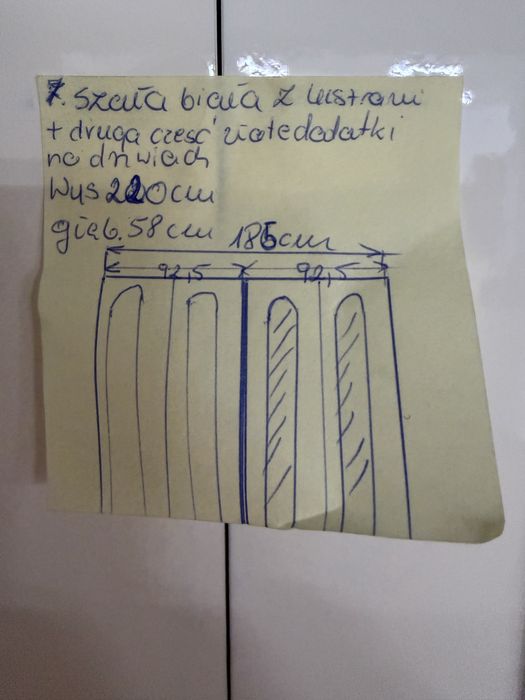 7. Szafa biała z lustrami
+ druga część złote dodatki
na drzwiach
Wys 220cm
głęb. 58cm
185cm
92,5 92,5